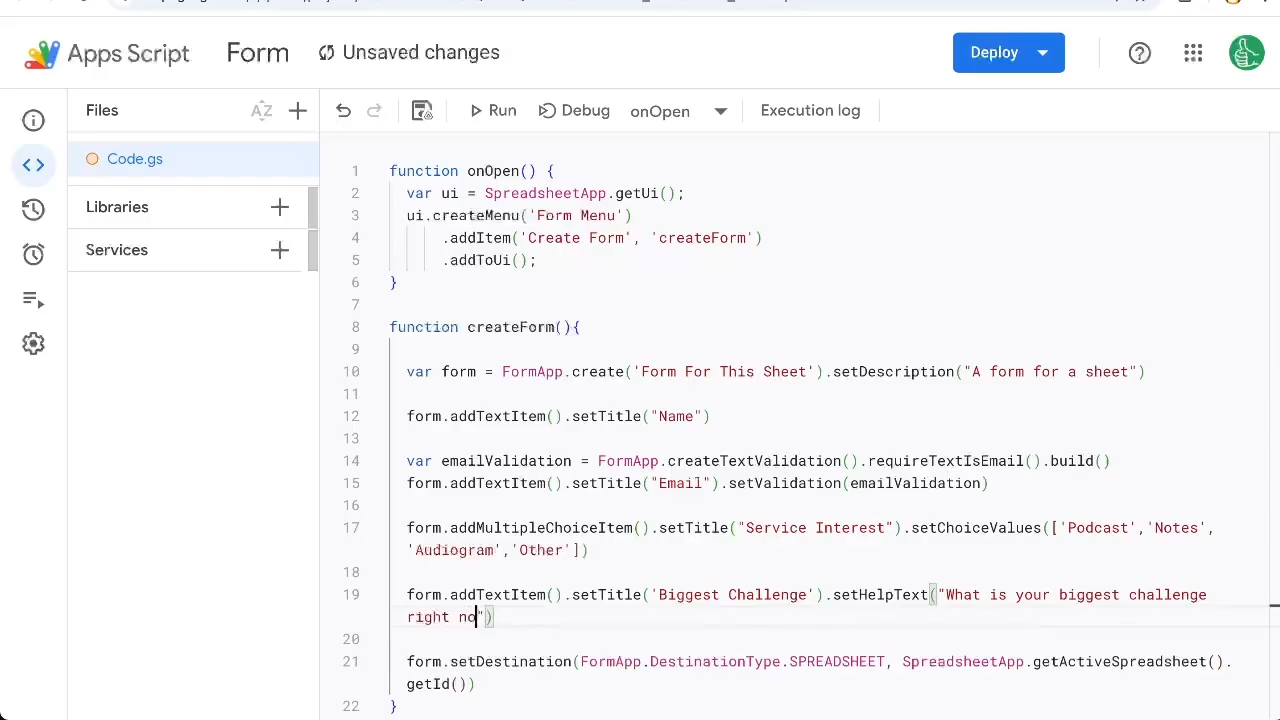 Apps Script Form Unsaved changes Deploy
Files AZ Run Debug onOpen Execution log
Code.gs
Libraries
Services
1 function onOpen() {
2 var ui = SpreadsheetApp.getUi();
3 ui.createMenu('Form Menu')
4 .addItem('Create Form', 'createForm')
5 .addToUi();
6 }
7
8 function createForm(){
9
10 var form = FormApp.create('Form For This Sheet').setDescription("A form for a sheet")
11
12 form.addTextItem().setTitle("Name")
13
14 var emailValidation = FormApp.createTextValidation().requireTextIsEmail().build()
15 form.addTextItem().setTitle("Email").setValidation(emailValidation)
16
17 form.addMultipleChoiceItem().setTitle("Service Interest").setChoiceValues(['Podcast','Notes',
'Audiogram','Other'])
18
19 form.addTextItem().setTitle('Biggest Challenge').setHelpText("What is your biggest challenge
right no")
20
21 form.setDestination(FormApp.DestinationType.SPREADSHEET, SpreadsheetApp.getActiveSpreadsheet().
getId())
22 }